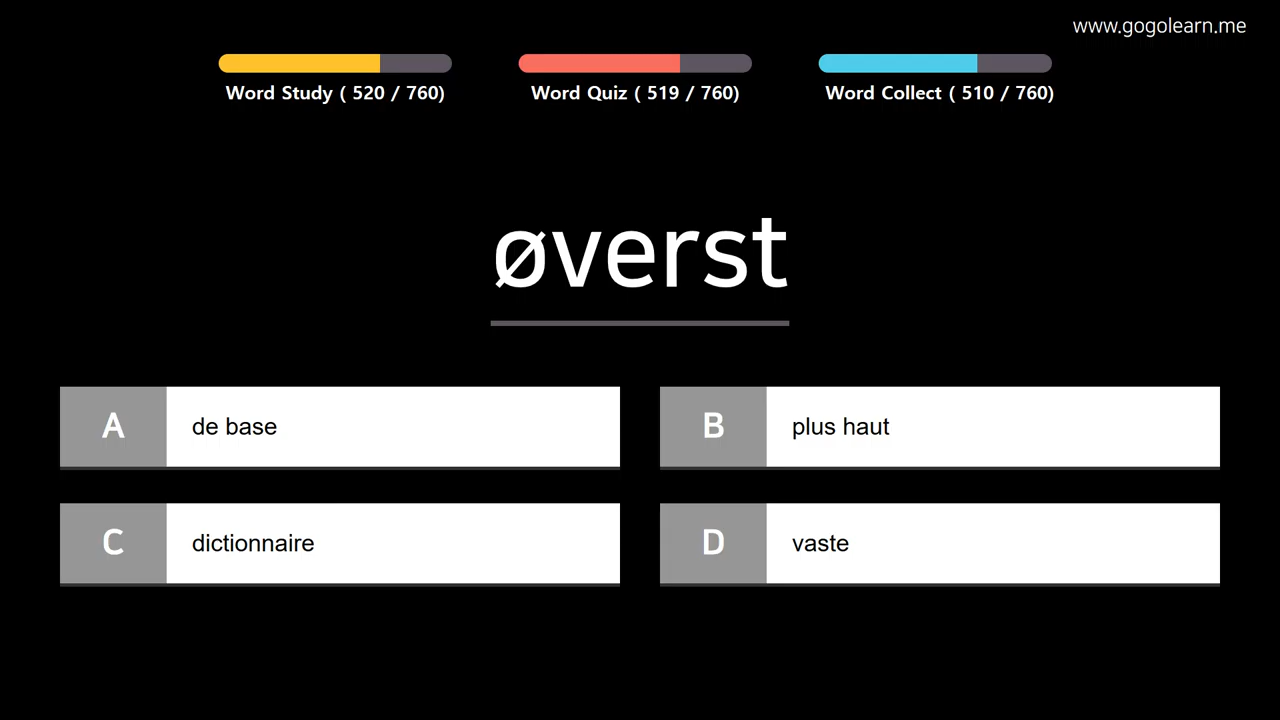 www.gogolearn.me
Word Study ( 520 / 760)
Word Quiz ( 519 / 760)
Word Collect ( 510 / 760)
øverst
A de base
B plus haut
C dictionnaire
D vaste